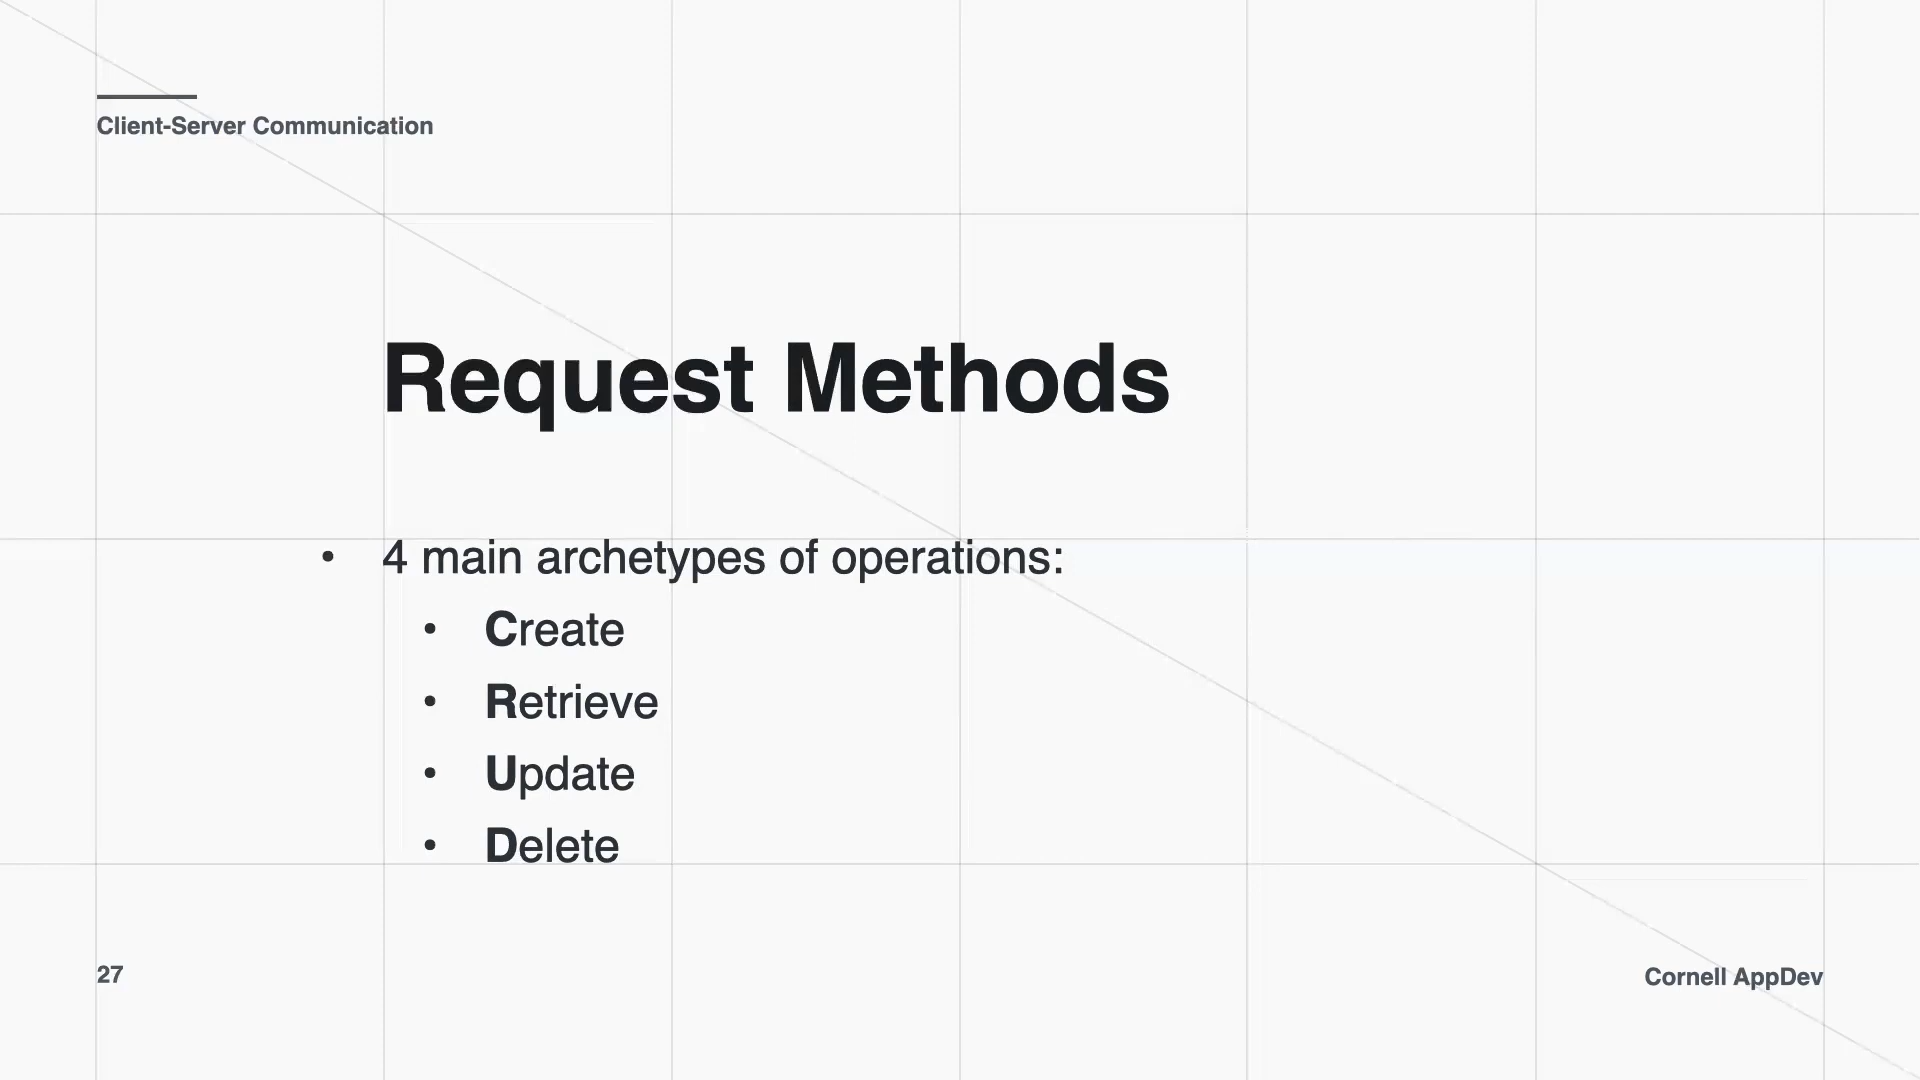 Client-Server Communication
Request Methods
• 4 main archetypes of operations:
• Create
• Retrieve
• Update
• Delete
27
Cornell AppDev